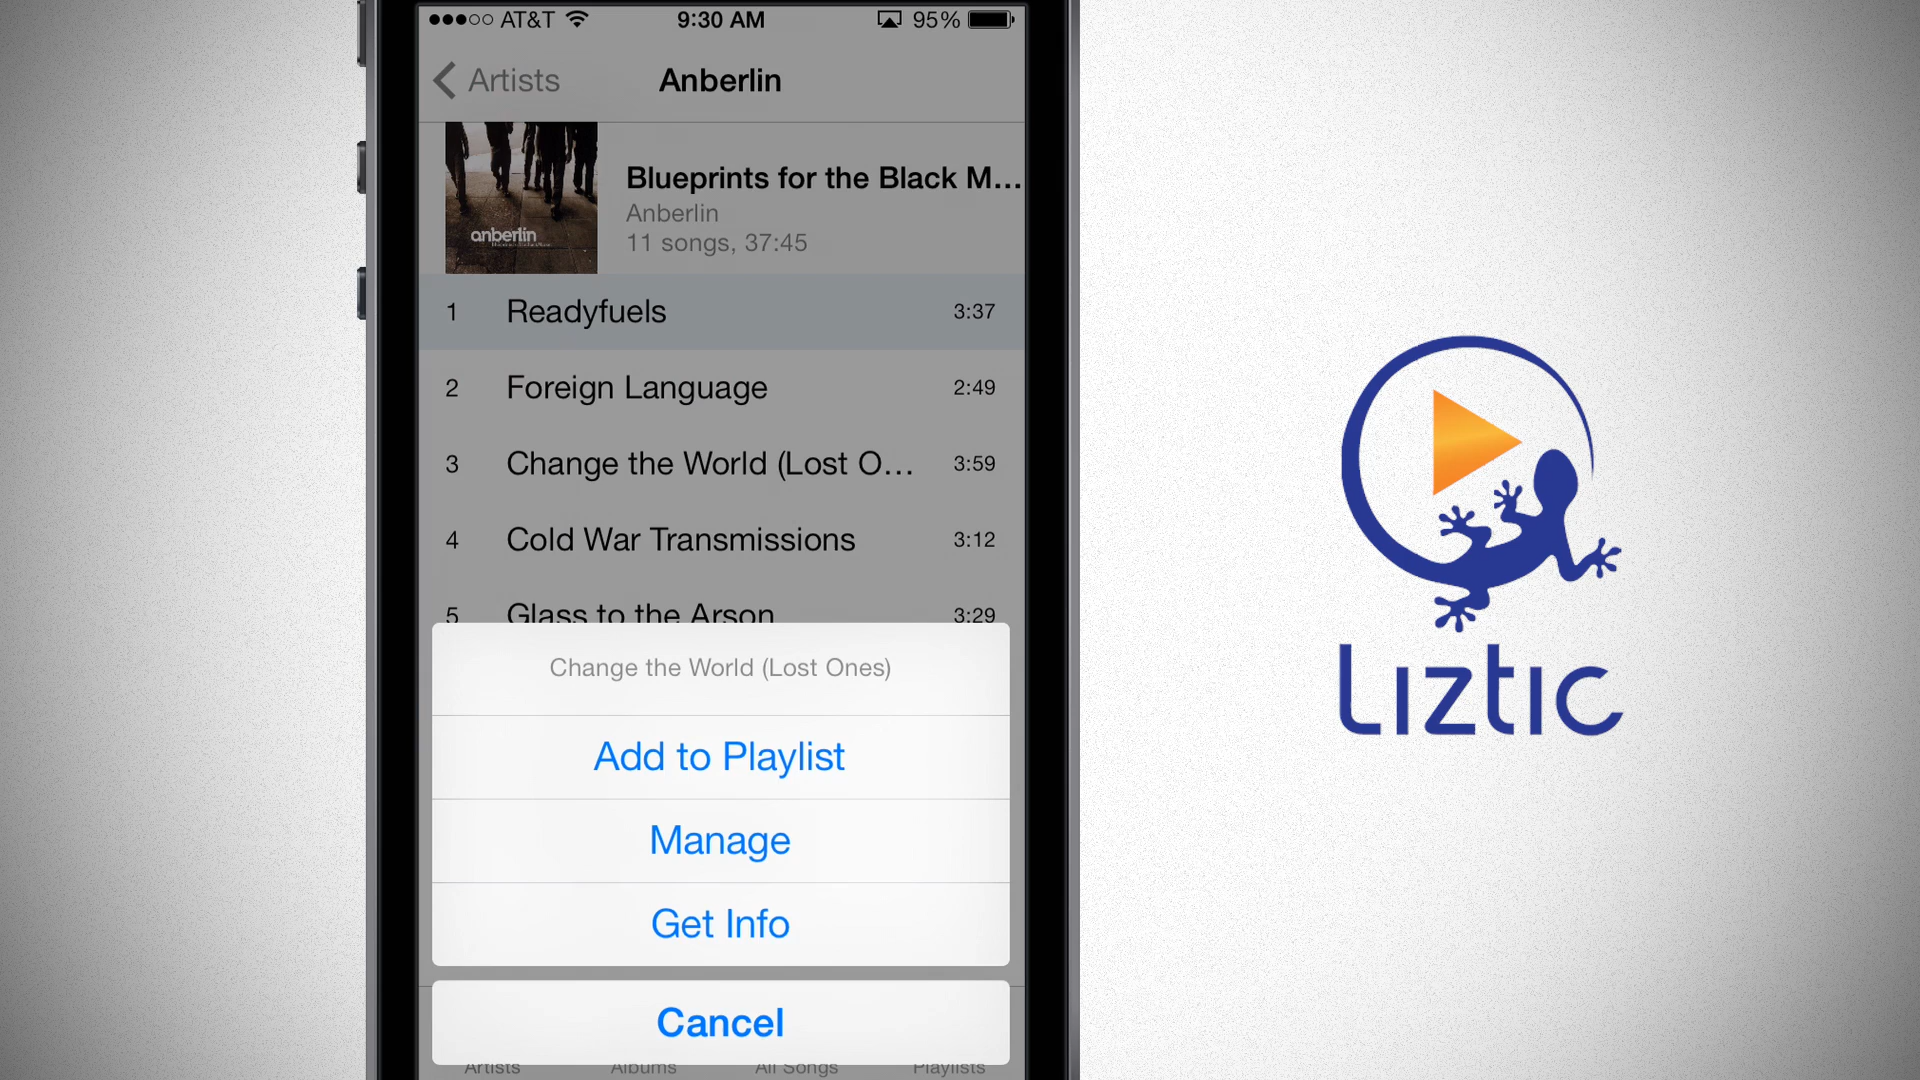 AT&T 9:30 AM 95%
Artists Anberlin
anberlin
Blueprints for the Black M...
Anberlin
11 songs, 37:45
1 Readyfuels 3:37
2 Foreign Language 2:49
3 Change the World (Lost O... 3:59
4 Cold War Transmissions 3:12
5 Glass to the Arson 3:29
Change the World (Lost Ones)
Add to Playlist
Manage
Get Info
Cancel
Artists Albums All Songs Playlists
Liztic